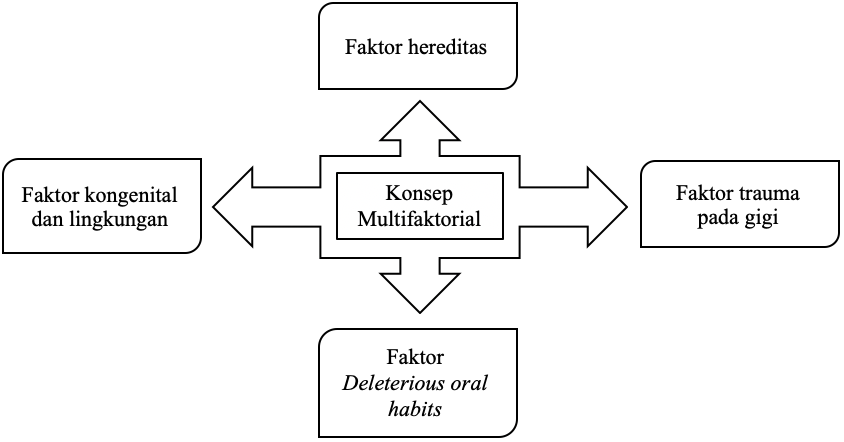 Faktor hereditas
Faktor kongenital
dan lingkungan
Konsep
Multifaktorial
Faktor trauma
pada gigi
Faktor
Deleterious oral
habits